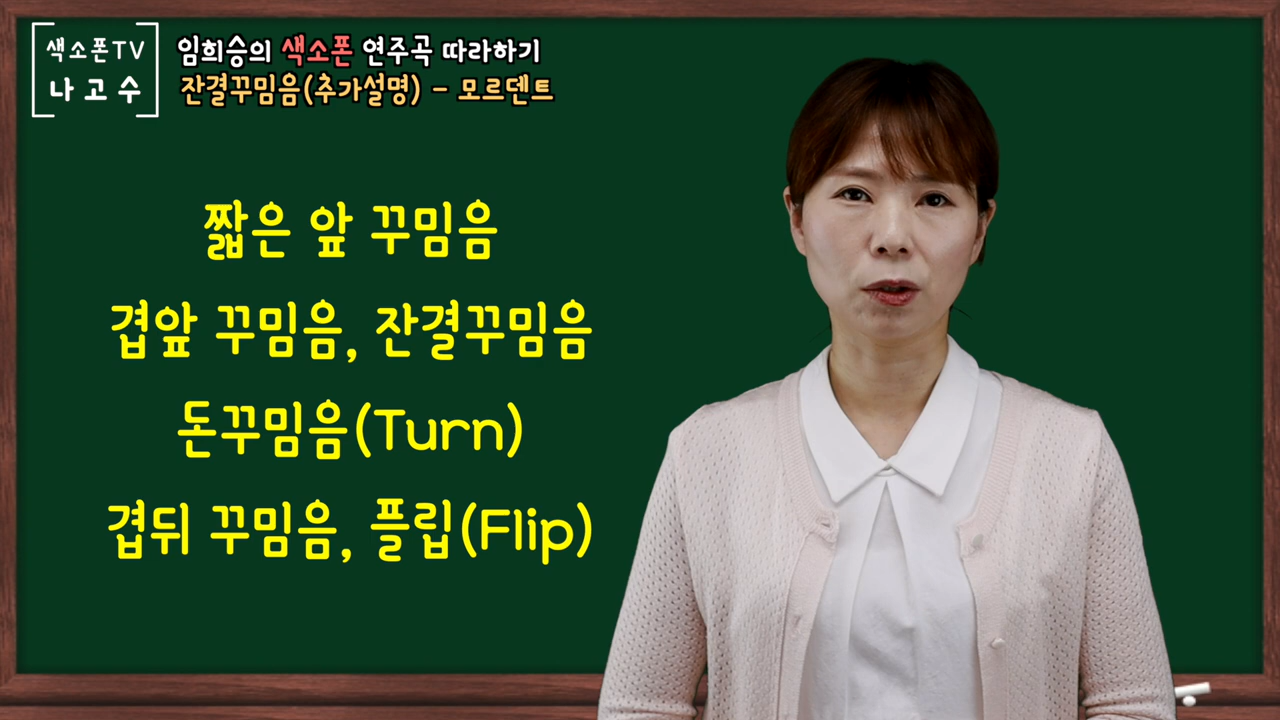 색소폰TV
나고수
임희승의 색소폰 연주곡 따라하기
잔결꾸밈음(추가설명) - 모르덴트
짧은 앞 꾸밈음
겹앞 꾸밈음, 잔결꾸밈음
돈꾸밈음(Turn)
겹뒤 꾸밈음, 플립(Flip)